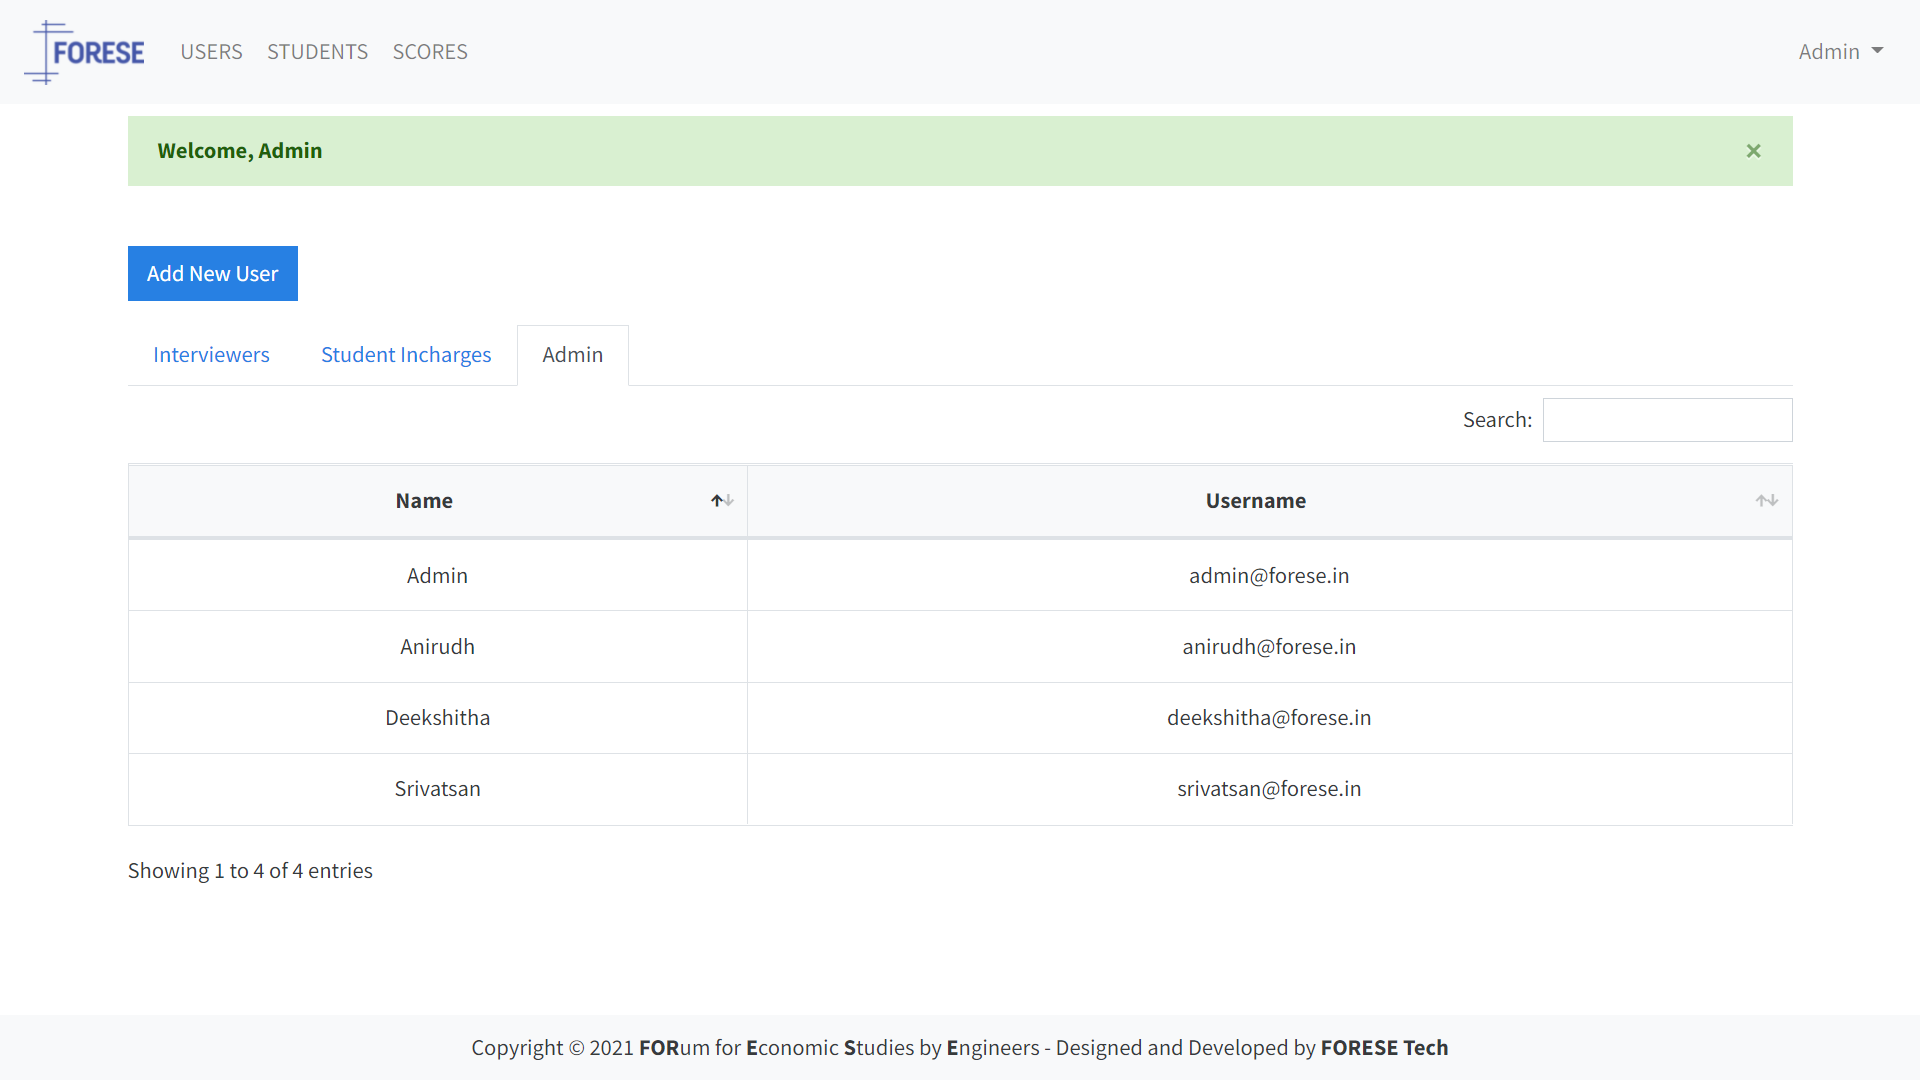 FORESE USERS STUDENTS SCORES Admin
Welcome, Admin ×
Add New User
Interviewers Student Incharges Admin
Search:
Name Username
Admin admin@forese.in
Anirudh anirudh@forese.in
Deekshitha deekshitha@forese.in
Srivatsan srivatsan@forese.in
Showing 1 to 4 of 4 entries
Copyright © 2021 FORum for Economic Studies by Engineers - Designed and Developed by FORESE Tech